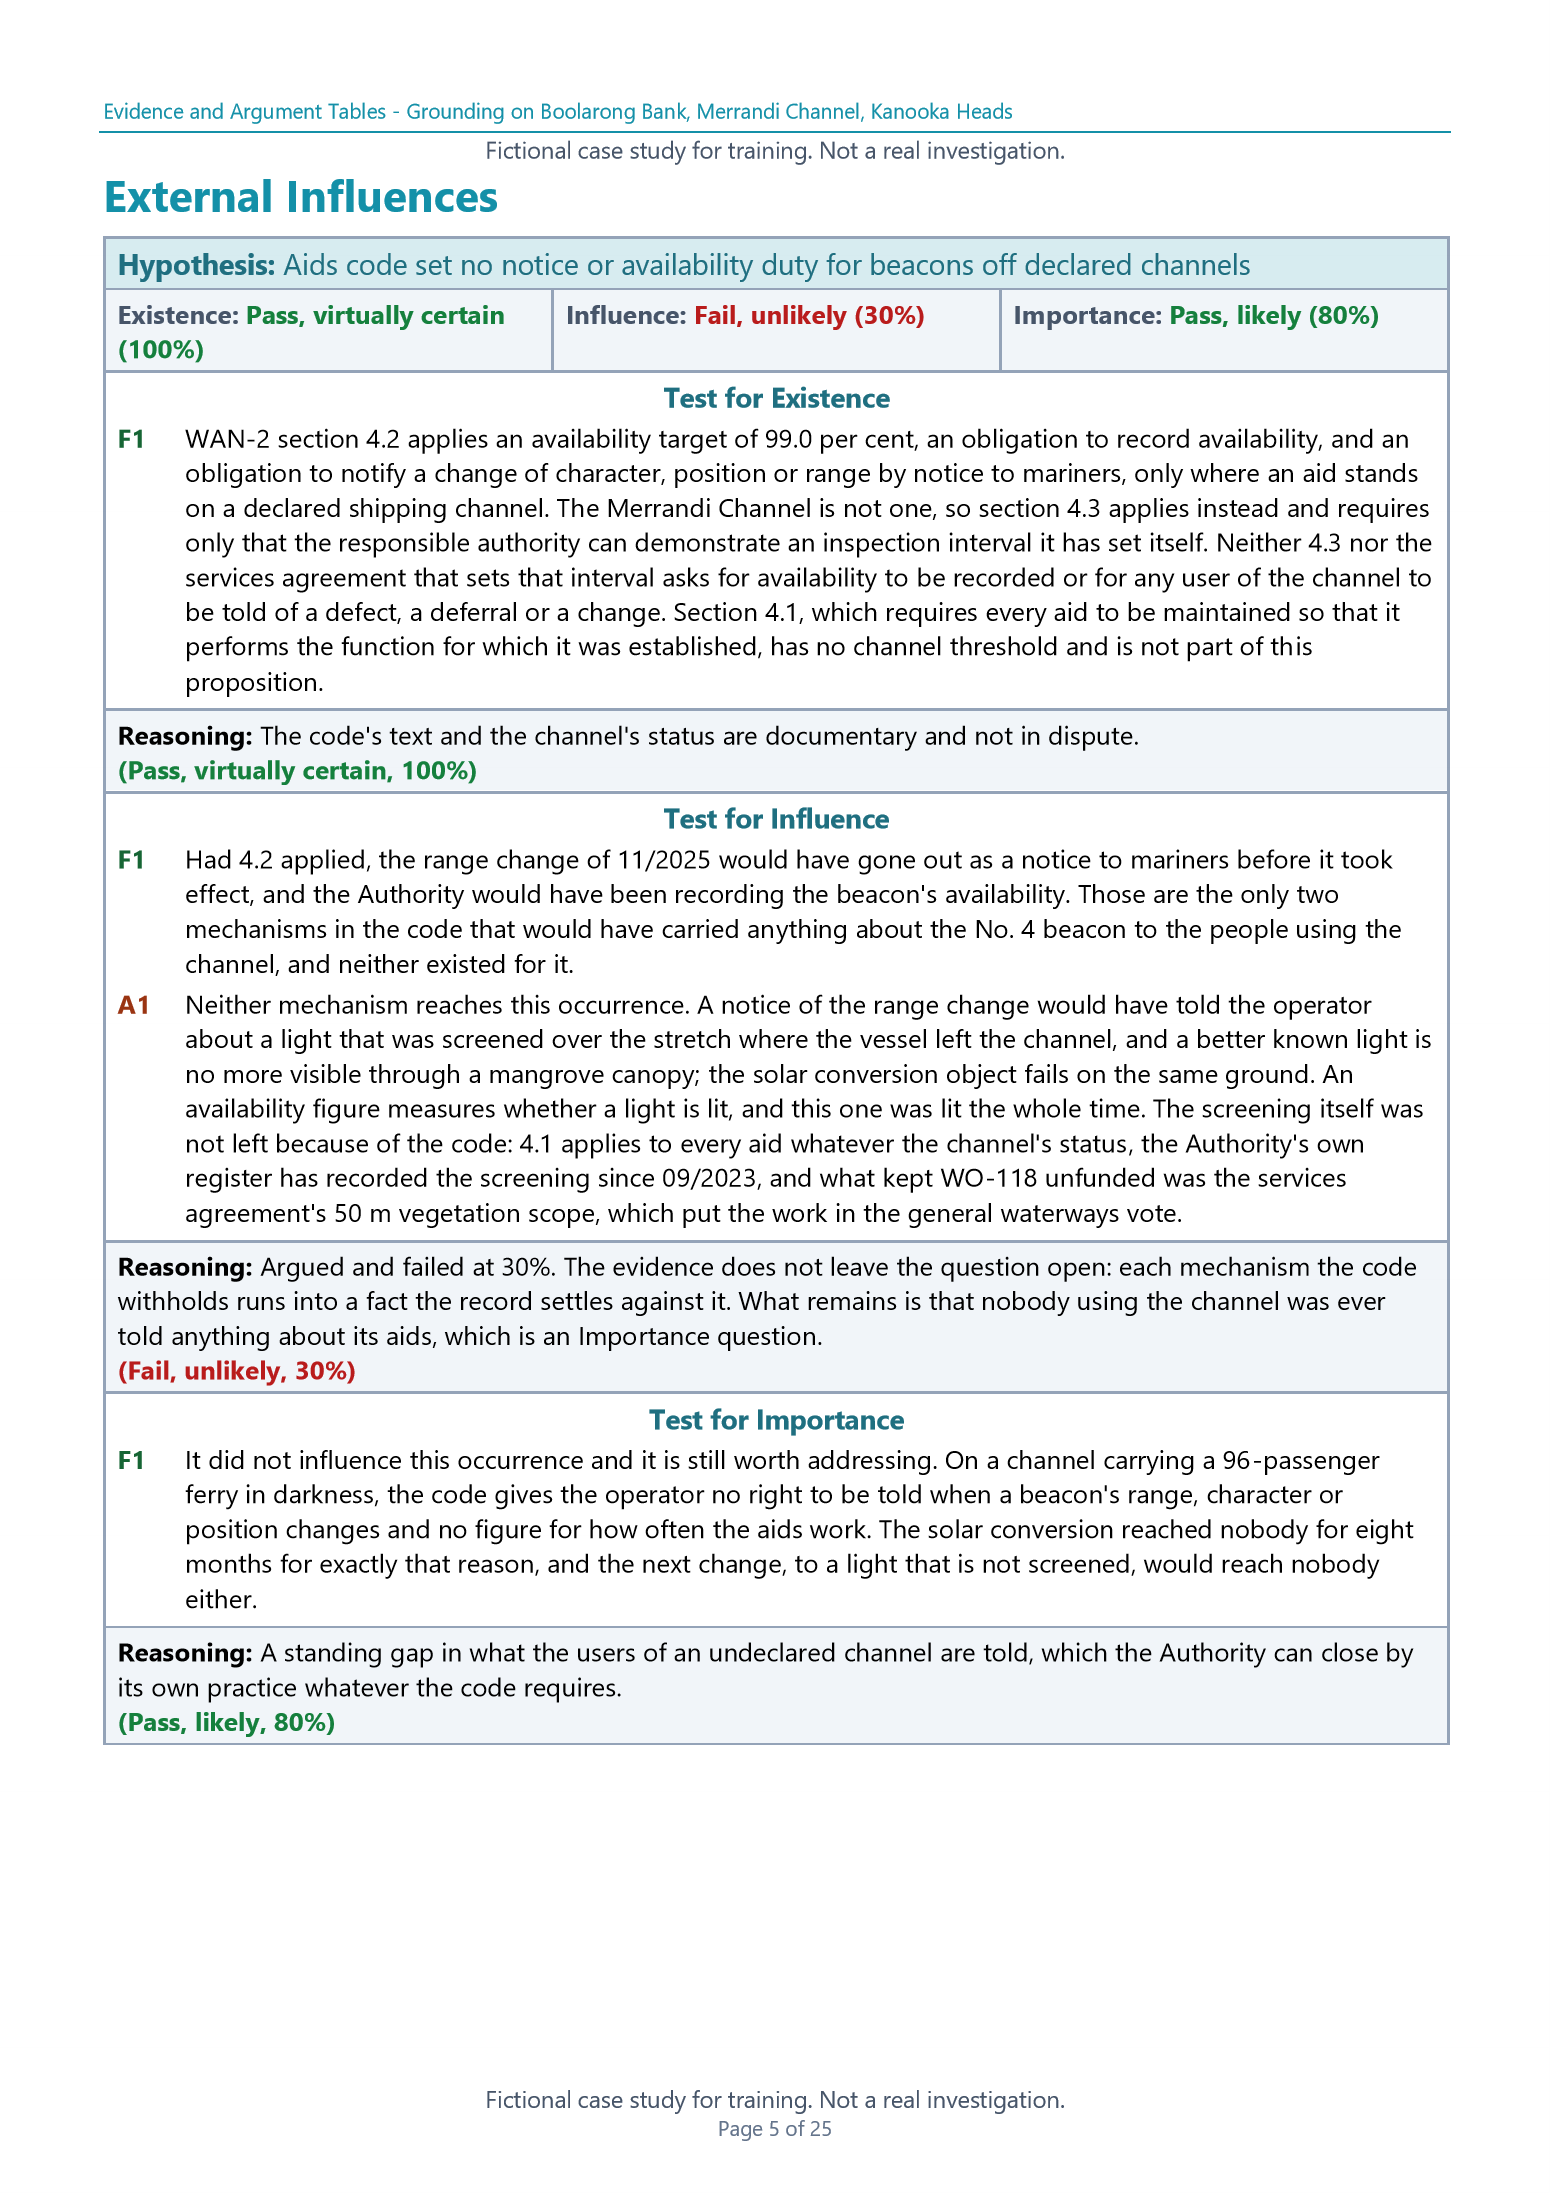 Evidence and Argument Tables - Grounding on Boolarong Bank, Merrandi Channel, Kanooka Heads
Fictional case study for training. Not a real investigation.
External Influences
Hypothesis: Aids code set no notice or availability duty for beacons off declared channels
Existence: Pass, virtually certain
(100%)
Influence: Fail, unlikely (30%)
Importance: Pass, likely (80%)
Test for Existence
F1 WAN-2 section 4.2 applies an availability target of 99.0 per cent, an obligation to record availability, and an
obligation to notify a change of character, position or range by notice to mariners, only where an aid stands
on a declared shipping channel. The Merrandi Channel is not one, so section 4.3 applies instead and requires
only that the responsible authority can demonstrate an inspection interval it has set itself. Neither 4.3 nor the
services agreement that sets that interval asks for availability to be recorded or for any user of the channel to
be told of a defect, a deferral or a change. Section 4.1, which requires every aid to be maintained so that it
performs the function for which it was established, has no channel threshold and is not part of this
proposition.
Reasoning: The code's text and the channel's status are documentary and not in dispute.
(Pass, virtually certain, 100%)
Test for Influence
F1 Had 4.2 applied, the range change of 11/2025 would have gone out as a notice to mariners before it took
effect, and the Authority would have been recording the beacon's availability. Those are the only two
mechanisms in the code that would have carried anything about the No. 4 beacon to the people using the
channel, and neither existed for it.
A1 Neither mechanism reaches this occurrence. A notice of the range change would have told the operator
about a light that was screened over the stretch where the vessel left the channel, and a better known light is
no more visible through a mangrove canopy; the solar conversion object fails on the same ground. An
availability figure measures whether a light is lit, and this one was lit the whole time. The screening itself was
not left because of the code: 4.1 applies to every aid whatever the channel's status, the Authority's own
register has recorded the screening since 09/2023, and what kept WO-118 unfunded was the services
agreement's 50 m vegetation scope, which put the work in the general waterways vote.
Reasoning: Argued and failed at 30%. The evidence does not leave the question open: each mechanism the code
withholds runs into a fact the record settles against it. What remains is that nobody using the channel was ever
told anything about its aids, which is an Importance question.
(Fail, unlikely, 30%)
Test for Importance
F1 It did not influence this occurrence and it is still worth addressing. On a channel carrying a 96-passenger
ferry in darkness, the code gives the operator no right to be told when a beacon's range, character or
position changes and no figure for how often the aids work. The solar conversion reached nobody for eight
months for exactly that reason, and the next change, to a light that is not screened, would reach nobody
either.
Reasoning: A standing gap in what the users of an undeclared channel are told, which the Authority can close by
its own practice whatever the code requires.
(Pass, likely, 80%)
Fictional case study for training. Not a real investigation.
Page 5 of 25